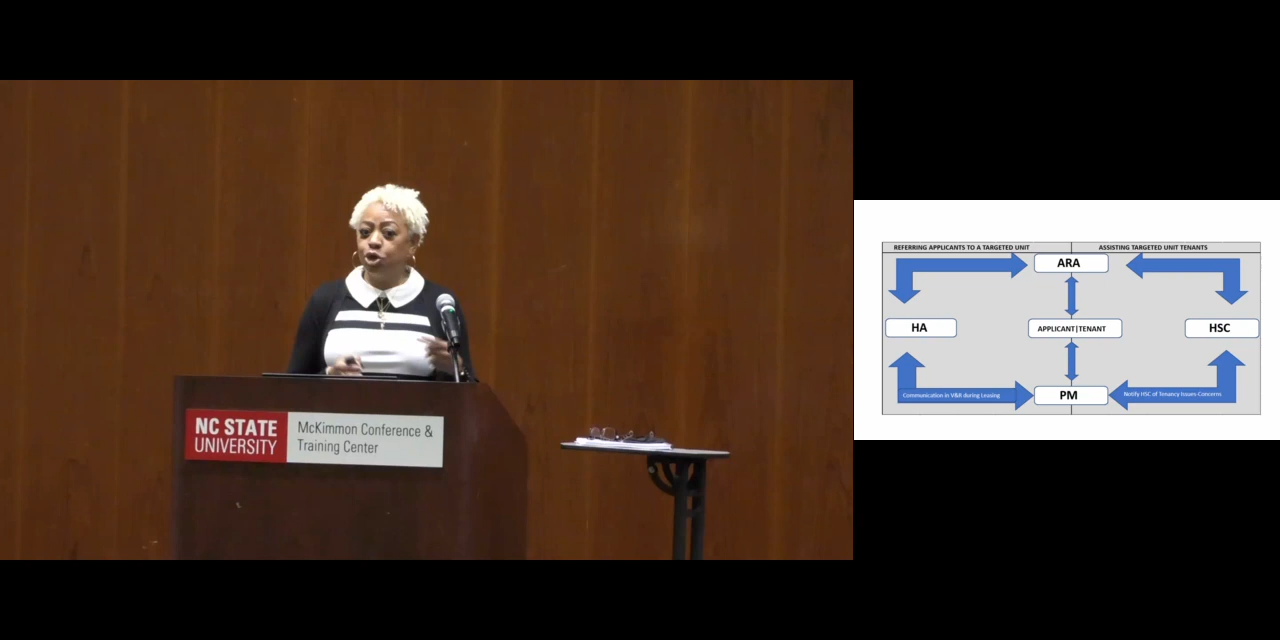 NC STATE
UNIVERSITY
McKimmon Conference &
Training Center
REFERRING APPLICANTS TO A TARGETED UNIT
ASSISTING TARGETED UNIT TENANTS
ARA
HA
APPLICANT|TENANT
HSC
Communication in V&R during Leasing
PM
Notify HSC of Tenancy Issues Concerns